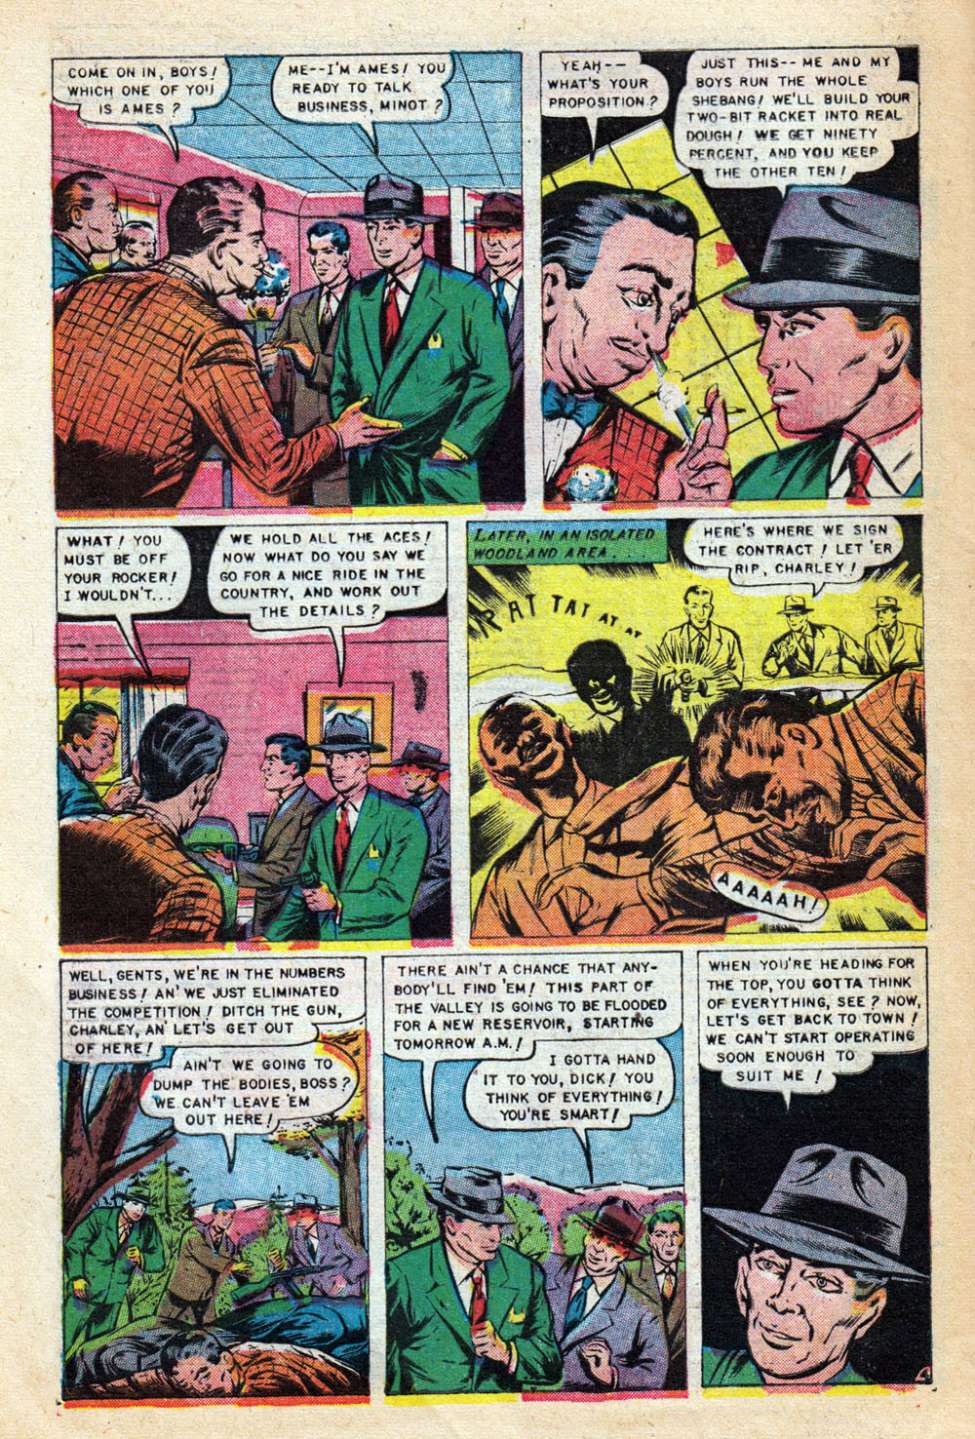 COME ON IN, BOYS!
WHICH ONE OF YOU
IS AMES?
ME--I'M AMES! YOU
READY TO TALK
BUSINESS, MINOT?
YEAH--
WHAT'S YOUR
PROPOSITION?
JUST THIS--ME AND MY
BOYS RUN THE WHOLE
SHEBANG! WE'LL BUILD YOUR
TWO-BIT RACKET INTO REAL
DOUGH! WE GET NINETY
PERCENT, AND YOU KEEP
THE OTHER TEN!
WHAT! YOU
MUST BE OFF
YOUR ROCKER!
I WOULDN'T...
WE HOLD ALL THE ACES!
NOW WHAT DO YOU SAY WE
GO FOR A NICE RIDE IN THE
COUNTRY, AND WORK OUT
THE DETAILS?
LATER, IN AN ISOLATED
WOODLAND AREA....
HERE'S WHERE WE SIGN
THE CONTRACT! LET 'ER
RIP, CHARLEY!
RAT TAT AT AT
AAAAAH!
WELL, GENTS, WE'RE IN THE NUMBERS
BUSINESS! AN' WE JUST ELIMINATED
THE COMPETITION! DITCH THE GUN,
CHARLEY, AN' LET'S GET OUT
OF HERE!
AIN'T WE GOING TO
DUMP THE BODIES, BOSS?
WE CAN'T LEAVE 'EM
OUT HERE!
THERE AIN'T A CHANCE THAT ANY-
BODY'LL FIND 'EM! THIS PART OF
THE VALLEY IS GOING TO BE FLOODED
FOR A NEW RESERVOIR, STARTING
TOMORROW A.M.!
I GOTTA HAND
IT TO YOU, DICK! YOU
THINK OF EVERYTHING!
YOU'RE SMART!
WHEN YOU'RE HEADING FOR
THE TOP, YOU GOTTA THINK
OF EVERYTHING, SEE? NOW,
LET'S GET BACK TO TOWN!
WE CAN'T START OPERATING
SOON ENOUGH TO
SUIT ME!